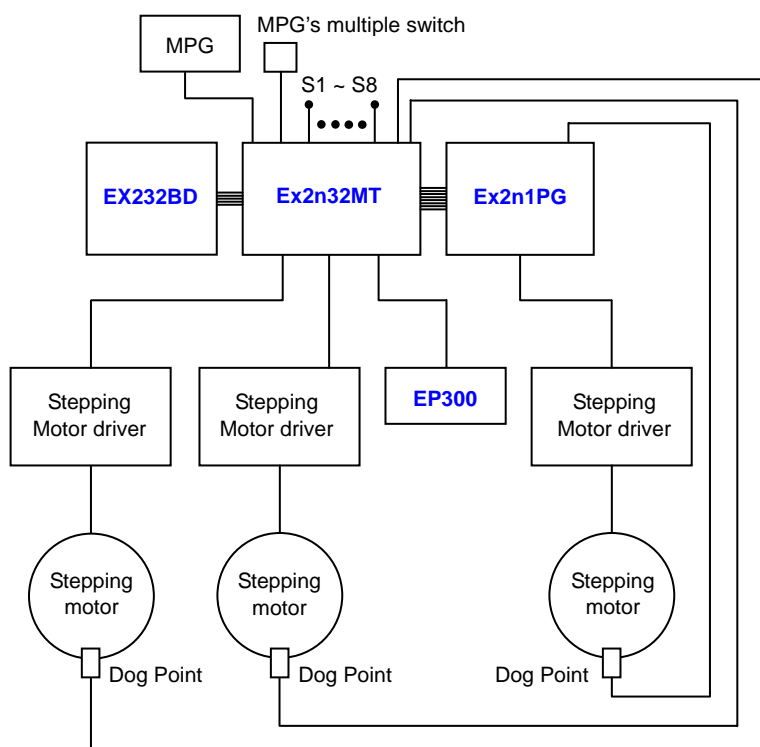 MPG's multiple switch
MPG
S1 ~ S8
EX232BD
Ex2n32MT
Ex2n1PG
Stepping
Motor driver
Stepping
Motor driver
EP300
Stepping
Motor driver
Stepping
motor
Stepping
motor
Stepping
motor
Dog Point
Dog Point
Dog Point